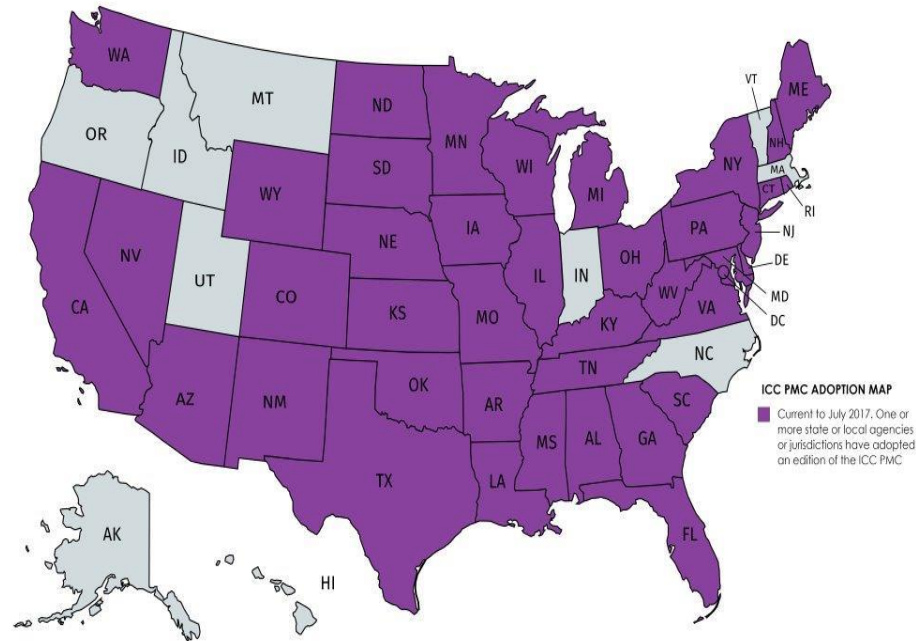 WA
MT
ND
MN
VT
ME
OR
ID
SD
WI
NH
NY
MA
WY
MI
CT
RI
IA
PA
NE
NJ
NV
OH
DE
IL
IN
UT
CO
WV
MD
CA
KS
MO
VA
KY
DC
NC
TN
OK
AZ
NM
AR
SC
MS
AL
GA
TX
LA
AK
FL
HI
ICC PMC ADOPTION MAP
Current to July 2017. One or
more state or local agencies
or jurisdictions have adopted
an edition of the ICC PMC